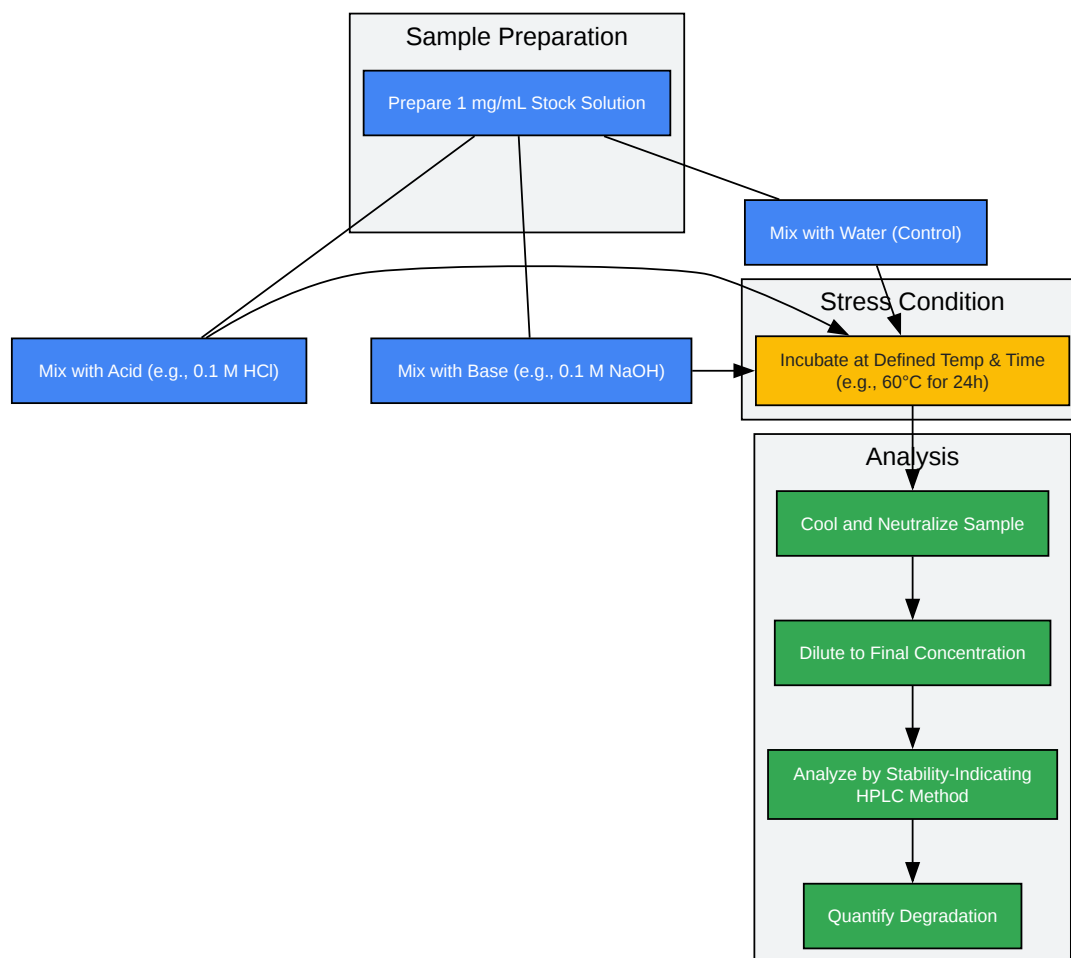 Sample Preparation
Prepare 1 mg/mL Stock Solution
Mix with Water (Control)
Stress Condition
Mix with Acid (e.g., 0.1 M HCl)
Mix with Base (e.g., 0.1 M NaOH)
Incubate at Defined Temp & Time
(e.g., 60°C for 24h)
Analysis
Cool and Neutralize Sample
Dilute to Final Concentration
Analyze by Stability-Indicating
HPLC Method
Quantify Degradation